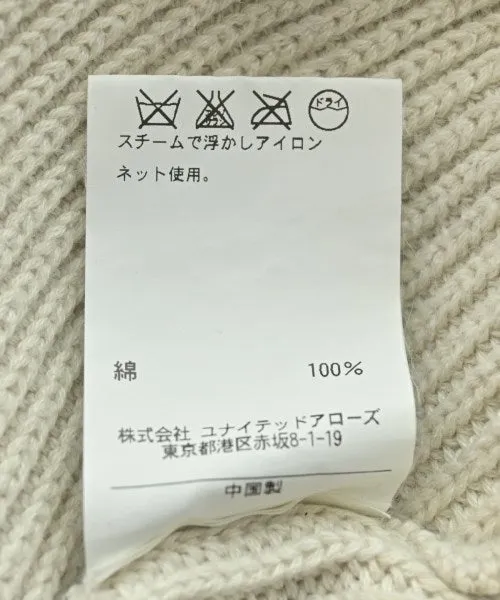 ドライ
スチームで浮かしアイロン
ネット使用。
綿 100%
株式会社 ユナイテッドアローズ
東京都港区赤坂8-1-19
中国製